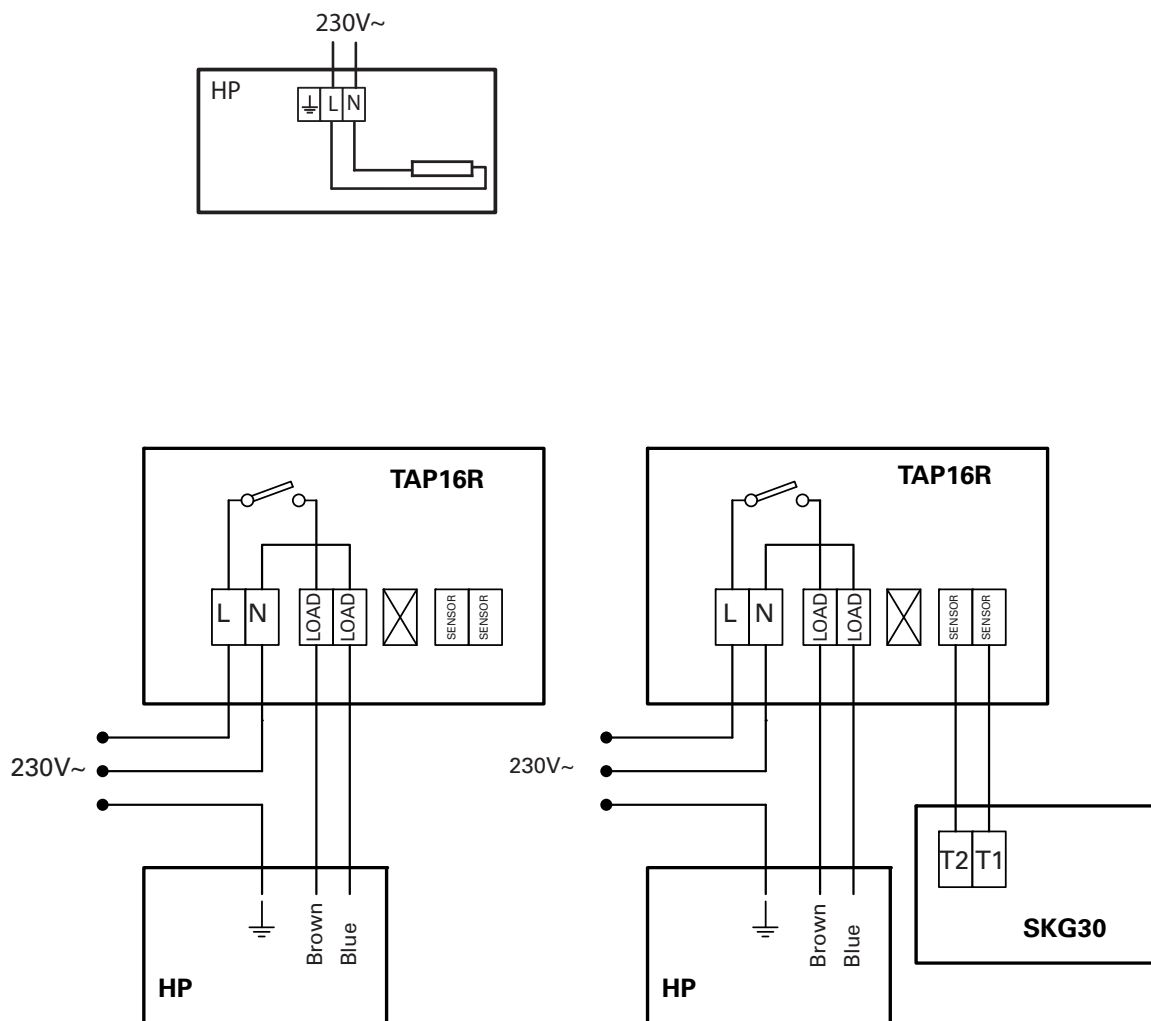 230V~
HP
L N
TAP16R
L N LOAD LOAD SENSOR SENSOR
230V~
Brown Blue
HP
TAP16R
L N LOAD LOAD SENSOR SENSOR
230V~
T2 T1
SKG30
Brown Blue
HP